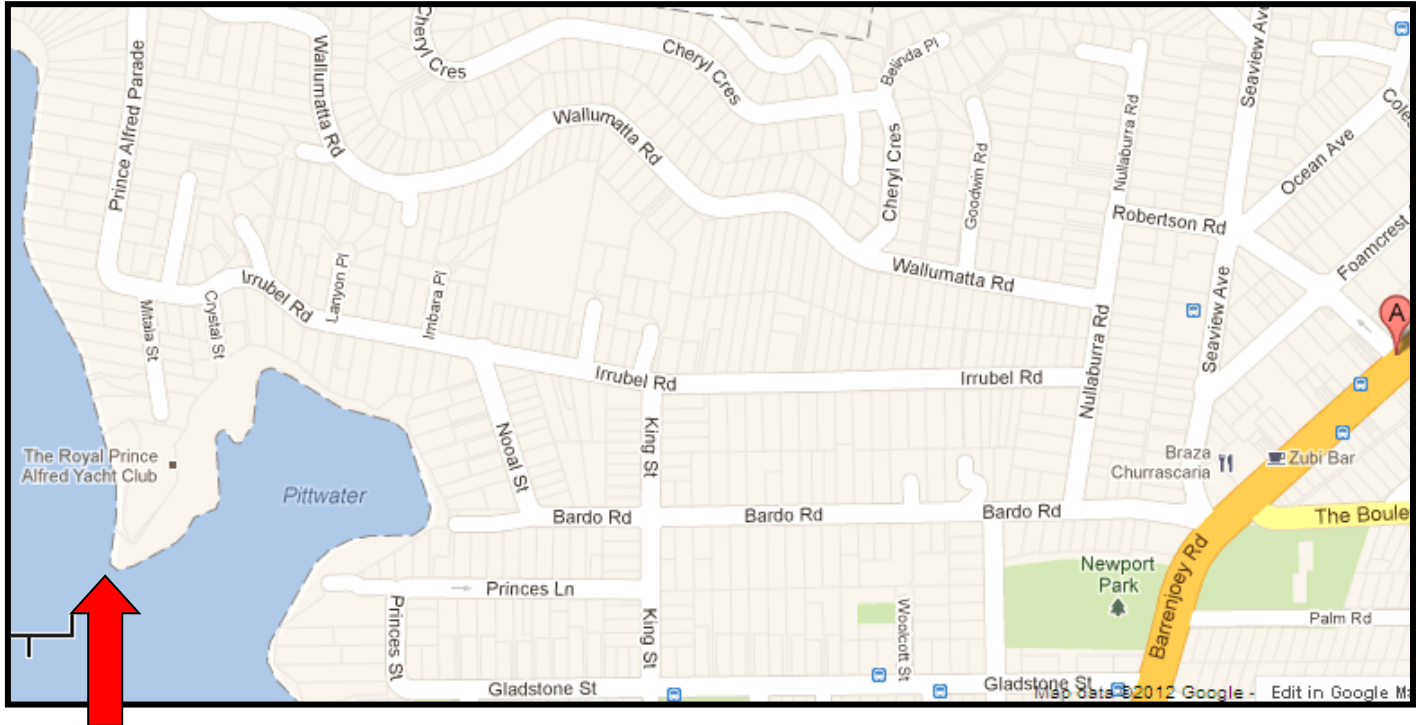 Prince Alfred Parade
Wallumatta Rd
Cheryl Cres
Cheryl Cres
Belinda Pl
Seaview Ave
Wallumatta Rd
Cheryl Cres
Goodwin Rd
Nullaburra Rd
Ocean Ave
Robertson Rd
Foamcrest
Irrubel Rd
Lanyon Pl
Imbara Pl
Wallumatta Rd
Mitala St
Crystal St
Seaview Ave
A
Nullaburra Rd
Irrubel Rd
Irrubel Rd
The Royal Prince
Alfred Yacht Club
Pittwater
Nooal St
King St
Braza
Churrascaria
Zubi Bar
Bardo Rd
Bardo Rd
Bardo Rd
The Boule
Newport
Park
Barrenjoey Rd
Princes Ln
Princes St
King St
Woolcott St
Palm Rd
Gladstone St
Gladstone St
Map data ©2012 Google -
Edit in Google Ma